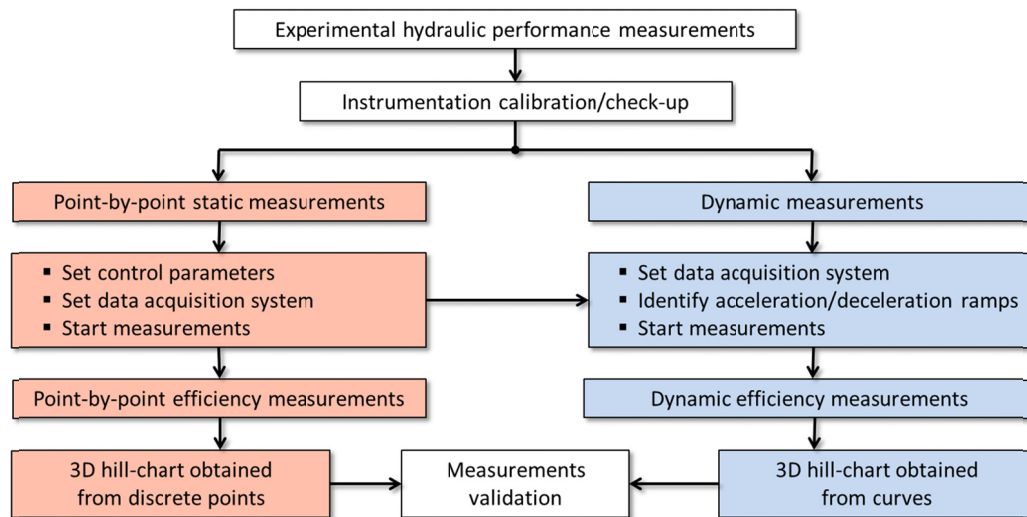 Experimental hydraulic performance measurements
Instrumentation calibration/check-up
Point-by-point static measurements
Dynamic measurements
▪ Set control parameters
▪ Set data acquisition system
▪ Start measurements
▪ Set data acquisition system
▪ Identify acceleration/deceleration ramps
▪ Start measurements
Point-by-point efficiency measurements
Dynamic efficiency measurements
3D hill-chart obtained
from discrete points
Measurements
validation
3D hill-chart obtained
from curves